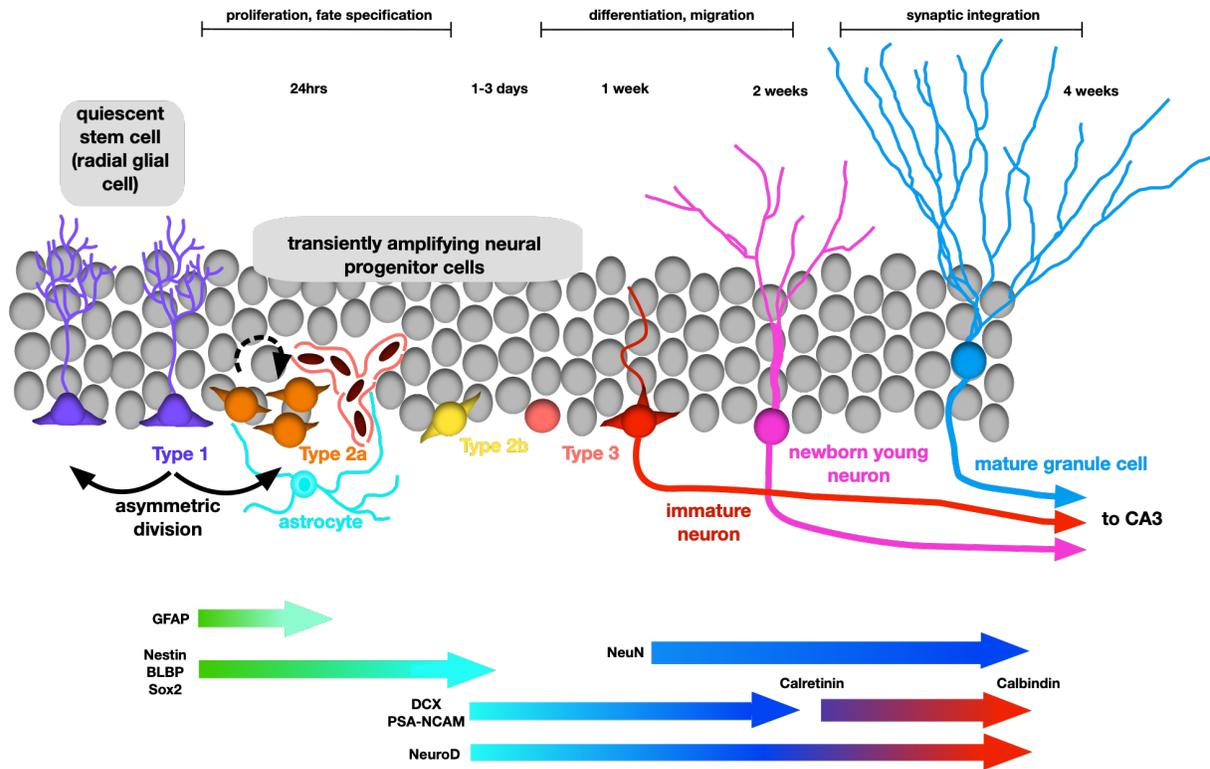 proliferation, fate specification
differentiation, migration
synaptic integration
24hrs
1-3 days
1 week
2 weeks
4 weeks
quiescent
stem cell
(radial glial
cell)
transiently amplifying neural
progenitor cells
Type 1
Type 2a
Type 2b
Type 3
newborn young
neuron
mature granule cell
asymmetric
division
astrocyte
immature
neuron
to CA3
GFAP
Nestin
BLBP
Sox2
NeuN
Calretinin
Calbindin
DCX
PSA-NCAM
NeuroD